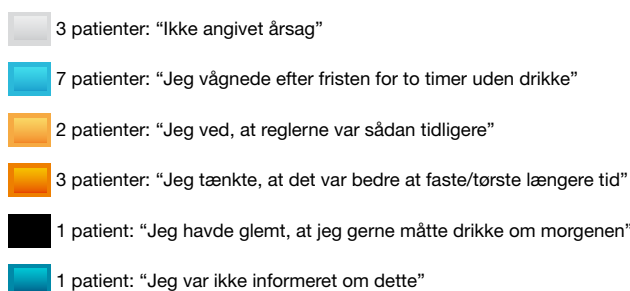 3 patienter: “Ikke angivet årsag”
7 patienter: “Jeg vågnede efter fristen for to timer uden drikke”
2 patienter: “Jeg ved, at reglerne var sådan tidligere”
3 patienter: “Jeg tænkte, at det var bedre at faste/tørste længere tid”
1 patient: “Jeg havde glemt, at jeg gerne måtte drikke om morgenen”
1 patient: “Jeg var ikke informeret om dette”